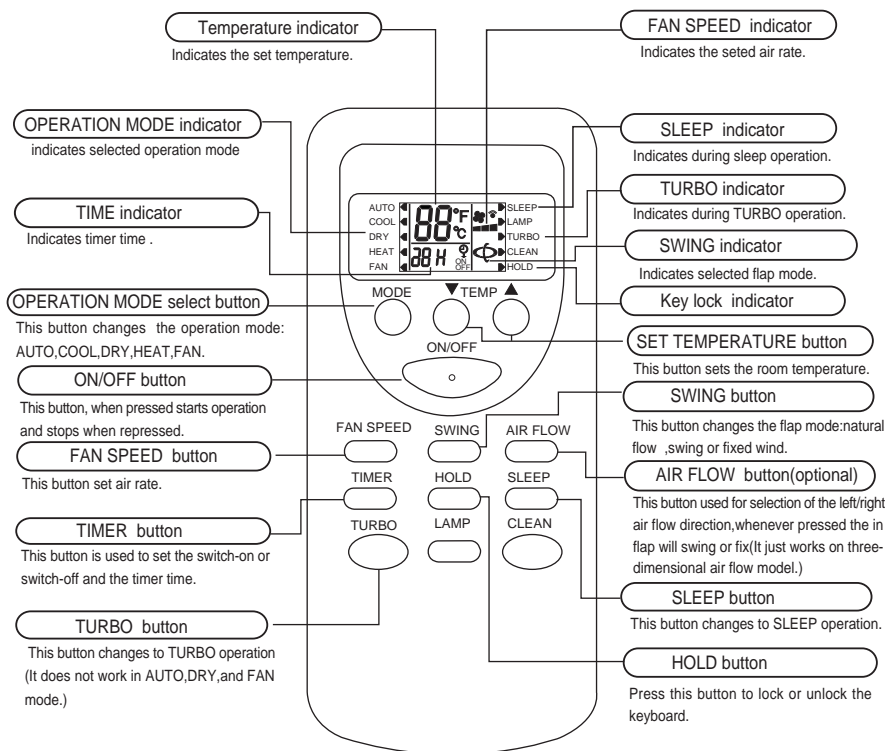 Temperature indicator
Indicates the set temperature.
OPERATION MODE indicator
indicates selected operation mode
TIME indicator
Indicates timer time .
OPERATION MODE select button
This button changes the operation mode:
AUTO,COOL,DRY,HEAT,FAN.
ON/OFF button
This button, when pressed starts operation
and stops when repressed.
FAN SPEED button
This button set air rate.
TIMER button
This button is used to set the switch-on or
switch-off and the timer time.
TURBO button
This button changes to TURBO operation
(It does not work in AUTO,DRY,and FAN
mode.)
AUTO
COOL
DRY
HEAT
FAN
88°F
°C
28 H
ON
OFF
SLEEP
LAMP
TURBO
CLEAN
HOLD
MODE ▼ TEMP ▲
ON/OFF
FAN SPEED SWING AIR FLOW
TIMER HOLD SLEEP
TURBO LAMP CLEAN
FAN SPEED indicator
Indicates the seted air rate.
SLEEP indicator
Indicates during sleep operation.
TURBO indicator
Indicates during TURBO operation.
SWING indicator
Indicates selected flap mode.
Key lock indicator
SET TEMPERATURE button
This button sets the room temperature.
SWING button
This button changes the flap mode:natural
flow ,swing or fixed wind.
AIR FLOW button(optional)
This button used for selection of the left/right
air flow direction,whenever pressed the in
flap will swing or fix(It just works on three-
dimensional air flow model.)
SLEEP button
This button changes to SLEEP operation.
HOLD button
Press this button to lock or unlock the
keyboard.